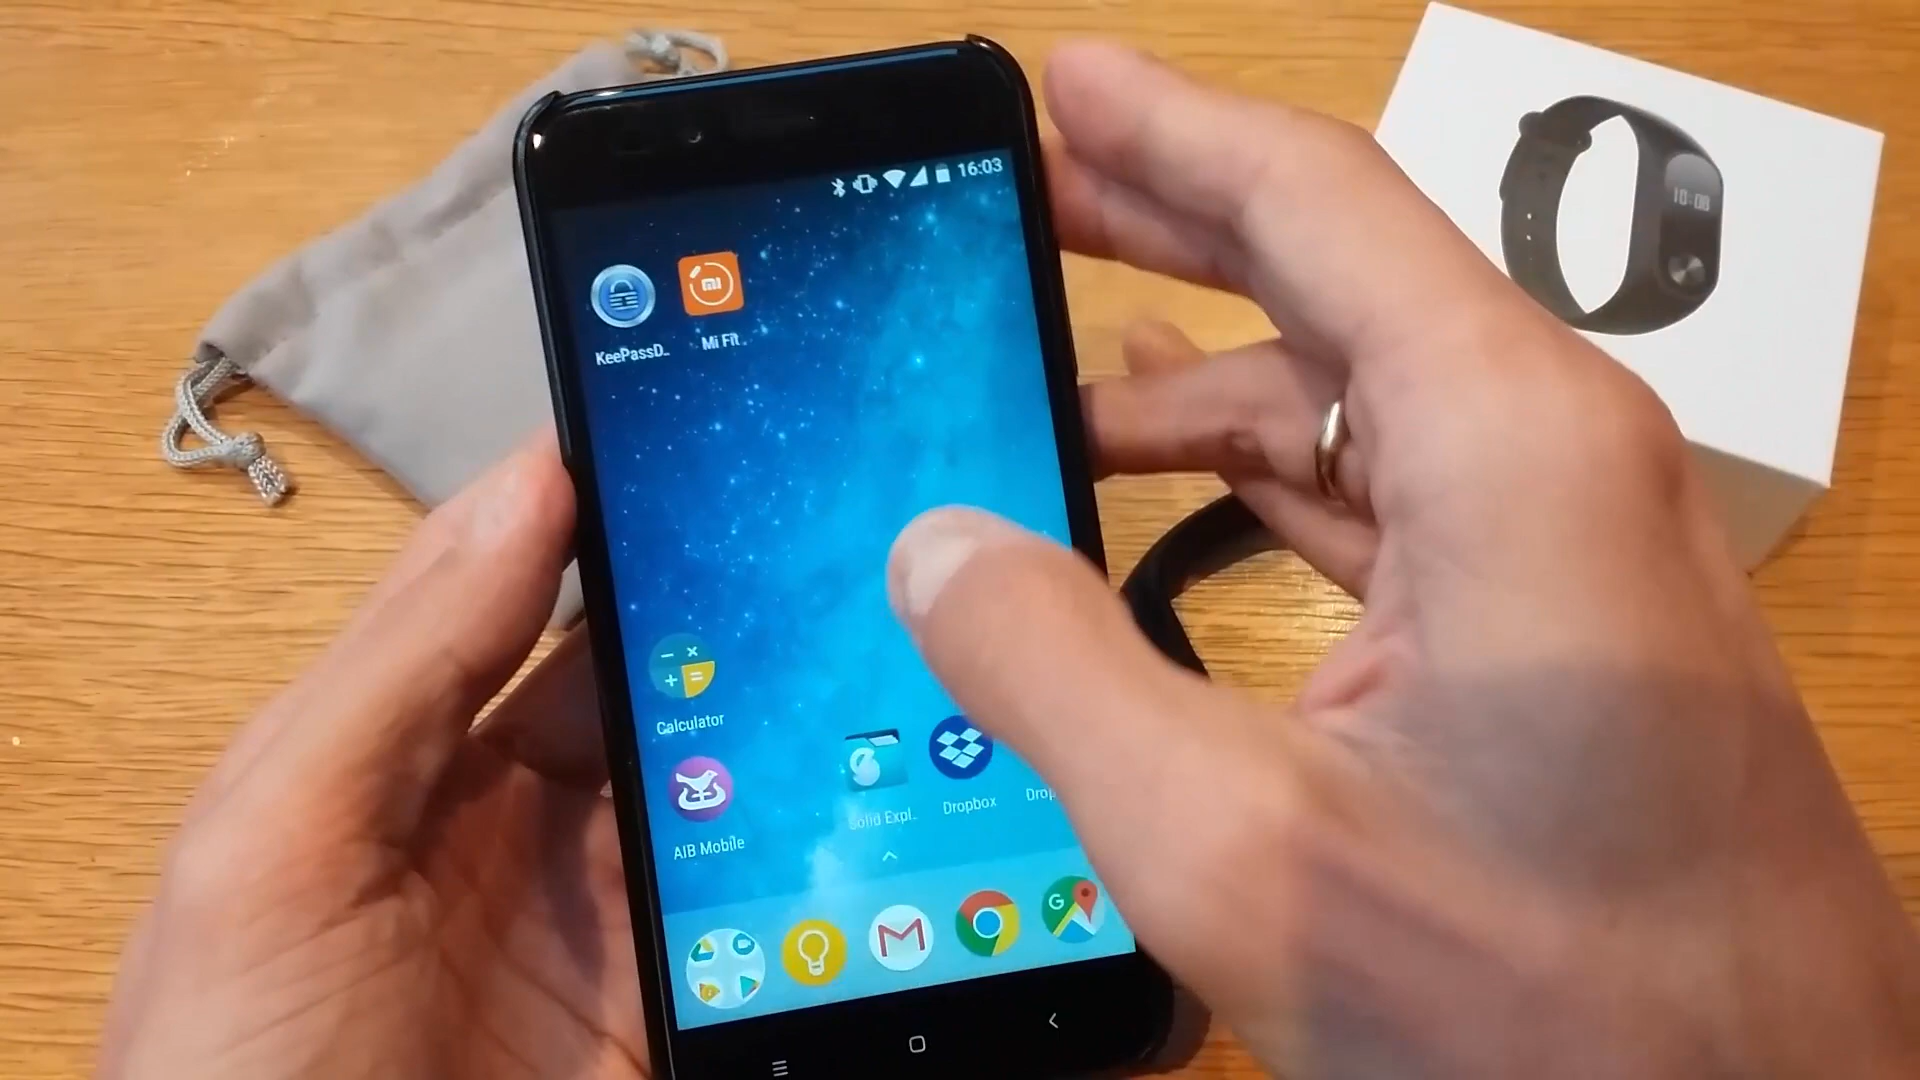 16:03
10:08
KeePassD..
mi
Mi Fit
Calculator
Solid Expl..
Dropbox
Drop
AIB Mobile
G